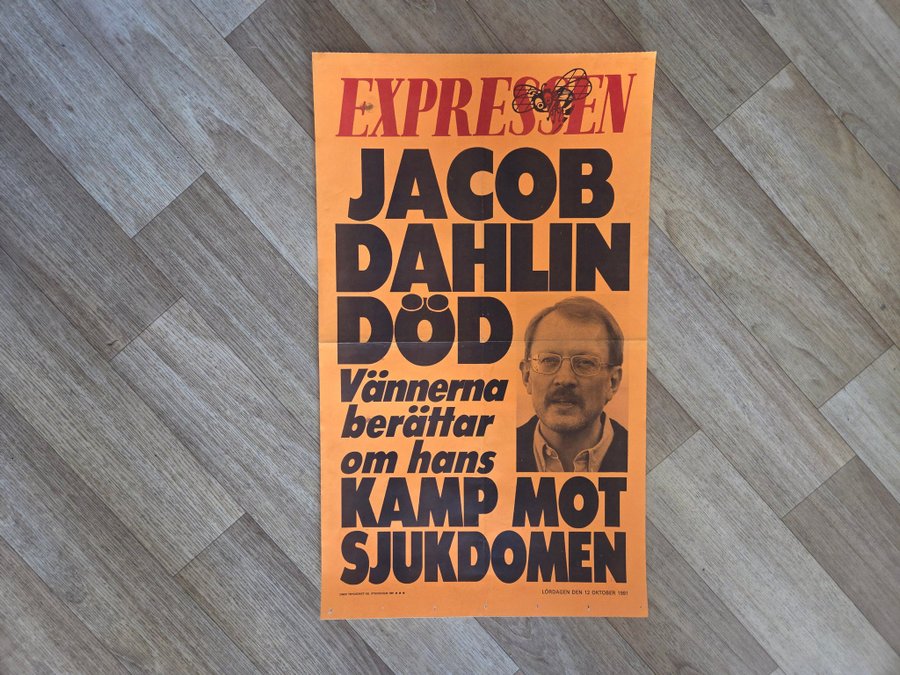 EXPRESSEN
JACOB
DAHLIN
DÖD
Vännerna
berättar
om hans
KAMP MOT
SJUKDOMEN
LÖRDAGEN DEN 12 OKTOBER 1991